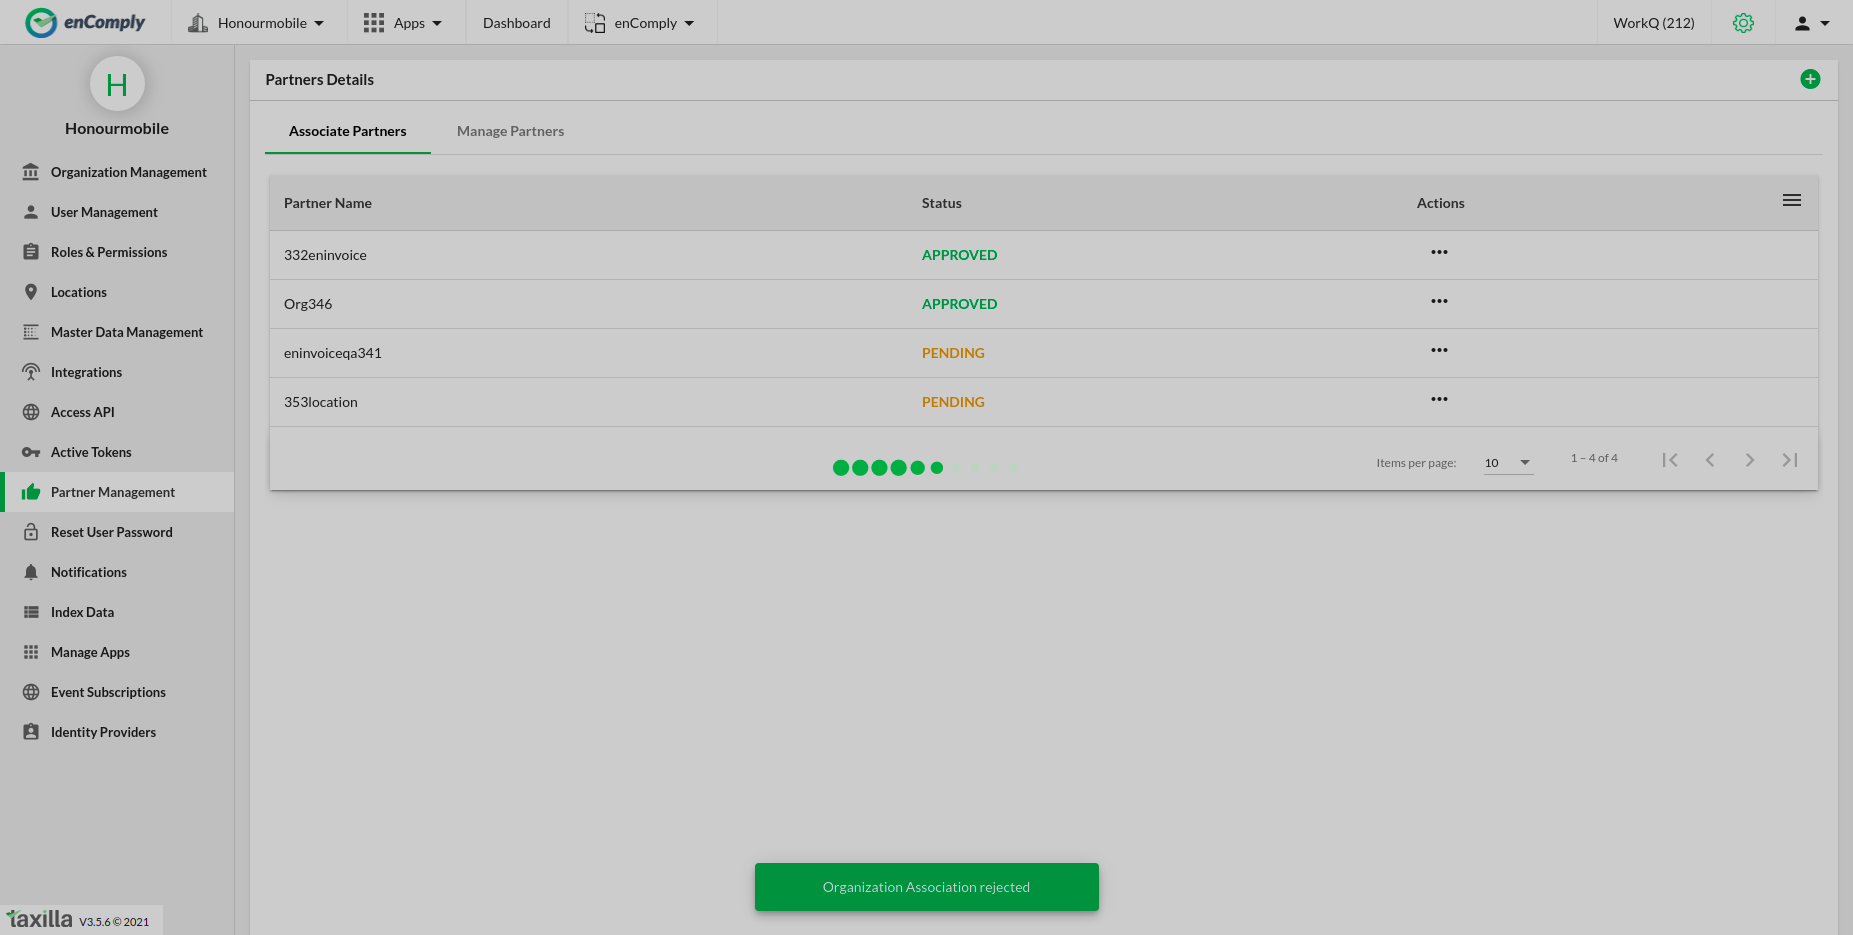 enComply
Honourmobile
Apps
Dashboard
enComply
WorkQ (212)
H
Honourmobile
Organization Management
User Management
Roles & Permissions
Locations
Master Data Management
Integrations
Access API
Active Tokens
Partner Management
Reset User Password
Notifications
Index Data
Manage Apps
Event Subscriptions
Identity Providers
taxilla V3.5.6 © 2021
Partners Details
Associate Partners
Manage Partners
Partner Name Status Actions
332eninvoice APPROVED
Org346 APPROVED
eninvoiceqa341 PENDING
353location PENDING
Items per page: 10 1 – 4 of 4
Organization Association rejected